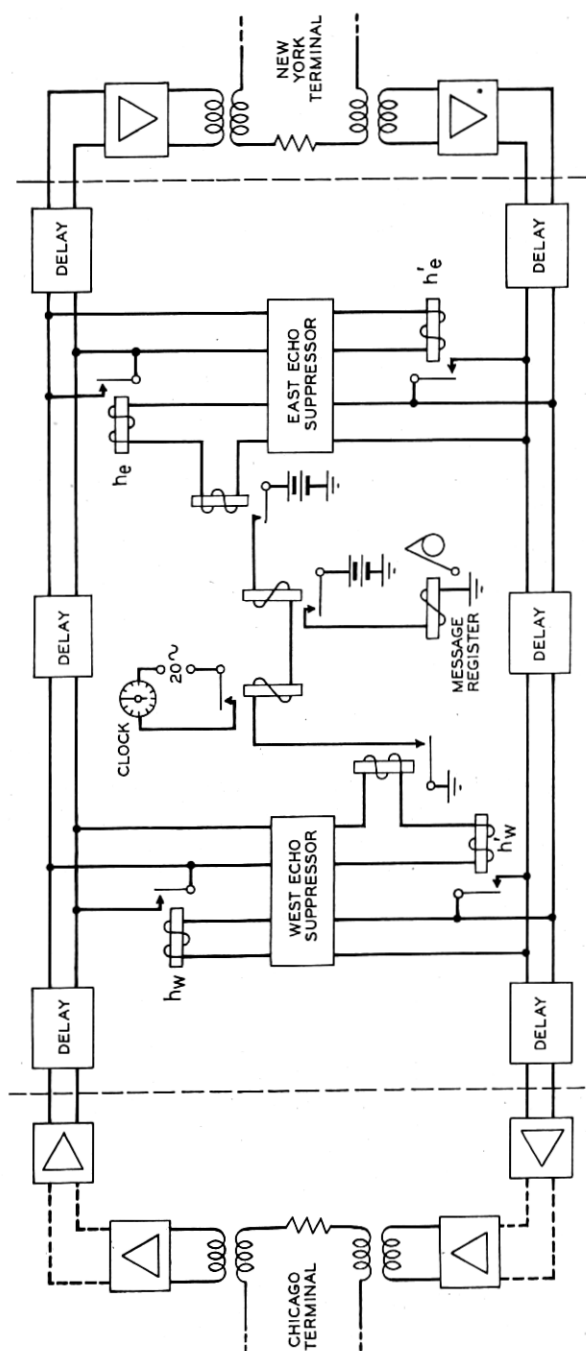 DELAY
DELAY
DELAY
CLOCK
20~
hw
he
CHICAGO
TERMINAL
WEST ECHO
SUPPRESSOR
EAST ECHO
SUPPRESSOR
NEW
YORK
TERMINAL
MESSAGE
REGISTER
h'w
h'e
DELAY
DELAY
DELAY